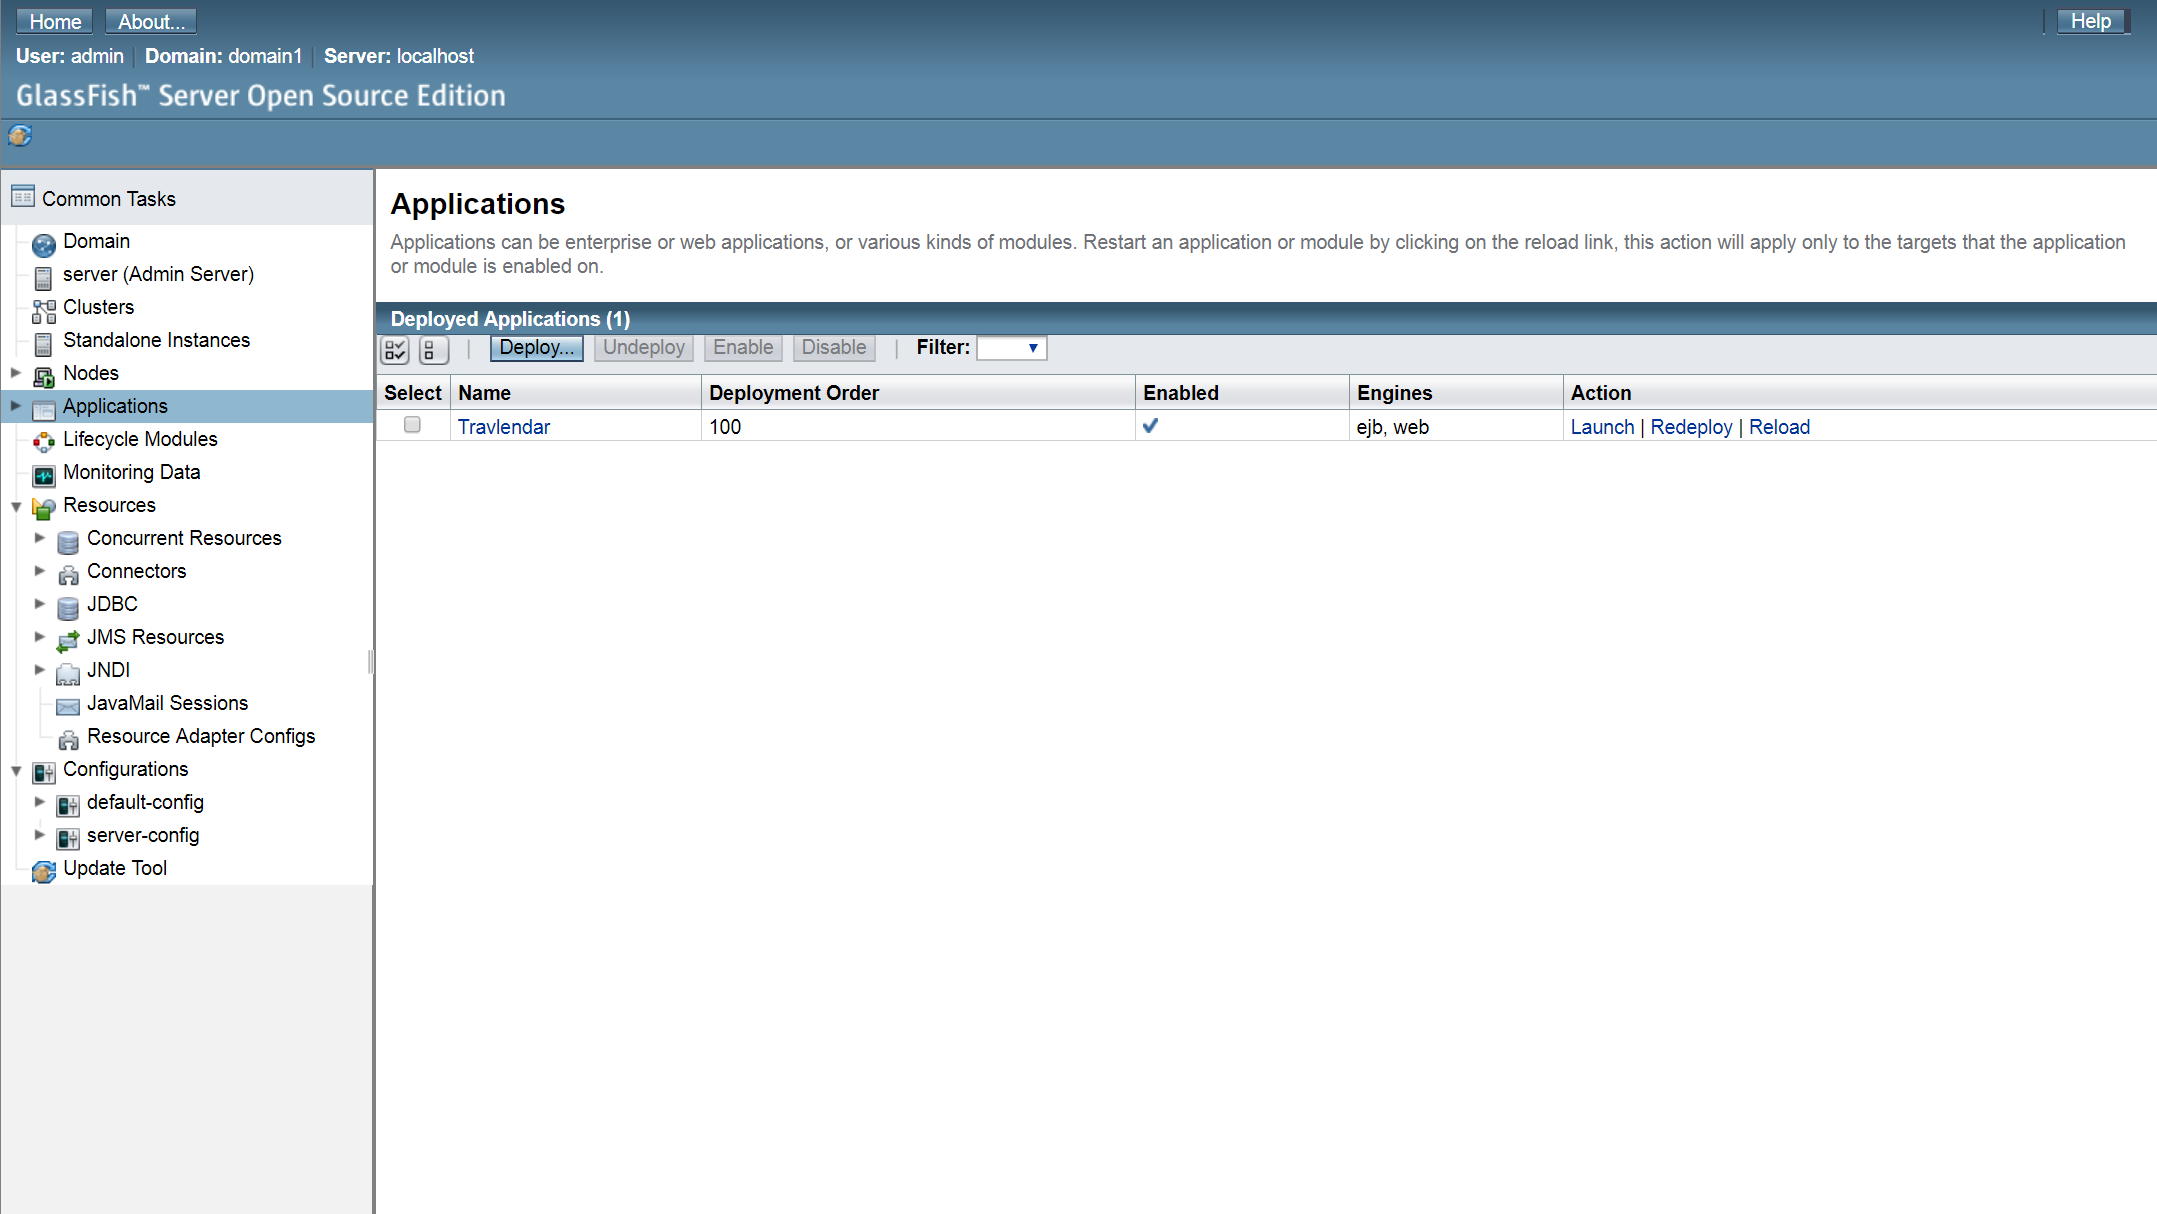 Home About... Help
User: admin Domain: domain1 Server: localhost
GlassFish™ Server Open Source Edition
Common Tasks
Domain
server (Admin Server)
Clusters
Standalone Instances
Nodes
Applications
Lifecycle Modules
Monitoring Data
Resources
Concurrent Resources
Connectors
JDBC
JMS Resources
JNDI
JavaMail Sessions
Resource Adapter Configs
Configurations
default-config
server-config
Update Tool
Applications
Applications can be enterprise or web applications, or various kinds of modules. Restart an application or module by clicking on the reload link, this action will apply only to the targets that the application
or module is enabled on.
Deployed Applications (1)
Deploy... Undeploy Enable Disable Filter:
Select Name Deployment Order Enabled Engines Action
Travlendar 100 ejb, web Launch | Redeploy | Reload